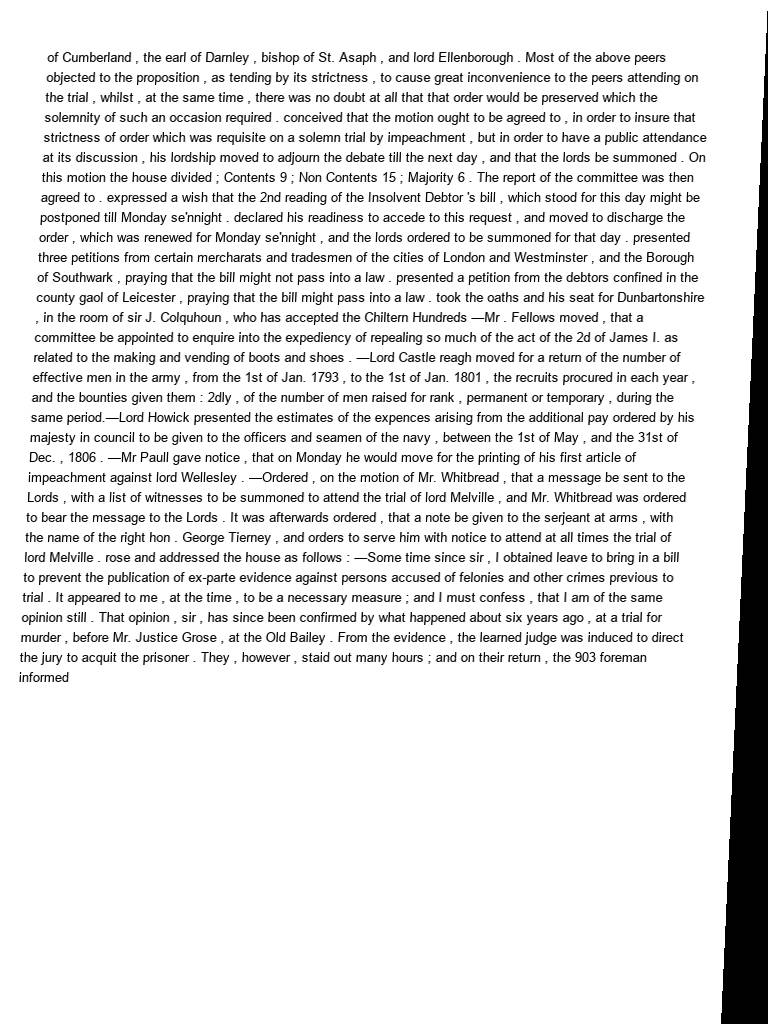 of Cumberland , the earl of Darnley , bishop of St. Asaph , and lord Ellenborough . Most of the above peers
objected to the proposition , as tending by its strictness , to cause great inconvenience to the peers attending on
the trial , whilst , at the same time , there was no doubt at all that that order would be preserved which the
solemnity of such an occasion required . conceived that the motion ought to be agreed to , in order to insure that
strictness of order which was requisite on a solemn trial by impeachment , but in order to have a public attendance
at its discussion , his lordship moved to adjourn the debate till the next day , and that the lords be summoned . On
this motion the house divided ; Contents 9 ; Non Contents 15 ; Majority 6 . The report of the committee was then
agreed to . expressed a wish that the 2nd reading of the Insolvent Debtor 's bill , which stood for this day might be
postponed till Monday se'nnight . declared his readiness to accede to this request , and moved to discharge the
order , which was renewed for Monday se'nnight , and the lords ordered to be summoned for that day . presented
three petitions from certain mercharats and tradesmen of the cities of London and Westminster , and the Borough
of Southwark , praying that the bill might not pass into a law . presented a petition from the debtors confined in the
county gaol of Leicester , praying that the bill might pass into a law . took the oaths and his seat for Dunbartonshire
, in the room of sir J. Colquhoun , who has accepted the Chiltern Hundreds —Mr . Fellows moved , that a
committee be appointed to enquire into the expediency of repealing so much of the act of the 2d of James I. as
related to the making and vending of boots and shoes . —Lord Castle reagh moved for a return of the number of
effective men in the army , from the 1st of Jan. 1793 , to the 1st of Jan. 1801 , the recruits procured in each year ,
and the bounties given them : 2dly , of the number of men raised for rank , permanent or temporary , during the
same period.—Lord Howick presented the estimates of the expences arising from the additional pay ordered by his
majesty in council to be given to the officers and seamen of the navy , between the 1st of May , and the 31st of
Dec. , 1806 . —Mr Paull gave notice , that on Monday he would move for the printing of his first article of
impeachment against lord Wellesley . —Ordered , on the motion of Mr. Whitbread , that a message be sent to the
Lords , with a list of witnesses to be summoned to attend the trial of lord Melville , and Mr. Whitbread was ordered
to bear the message to the Lords . It was afterwards ordered , that a note be given to the serjeant at arms , with
the name of the right hon . George Tierney , and orders to serve him with notice to attend at all times the trial of
lord Melville . rose and addressed the house as follows : —Some time since sir , I obtained leave to bring in a bill
to prevent the publication of ex-parte evidence against persons accused of felonies and other crimes previous to
trial . It appeared to me , at the time , to be a necessary measure ; and I must confess , that I am of the same
opinion still . That opinion , sir , has since been confirmed by what happened about six years ago , at a trial for
murder , before Mr. Justice Grose , at the Old Bailey . From the evidence , the learned judge was induced to direct
the jury to acquit the prisoner . They , however , staid out many hours ; and on their return , the 903 foreman
informed